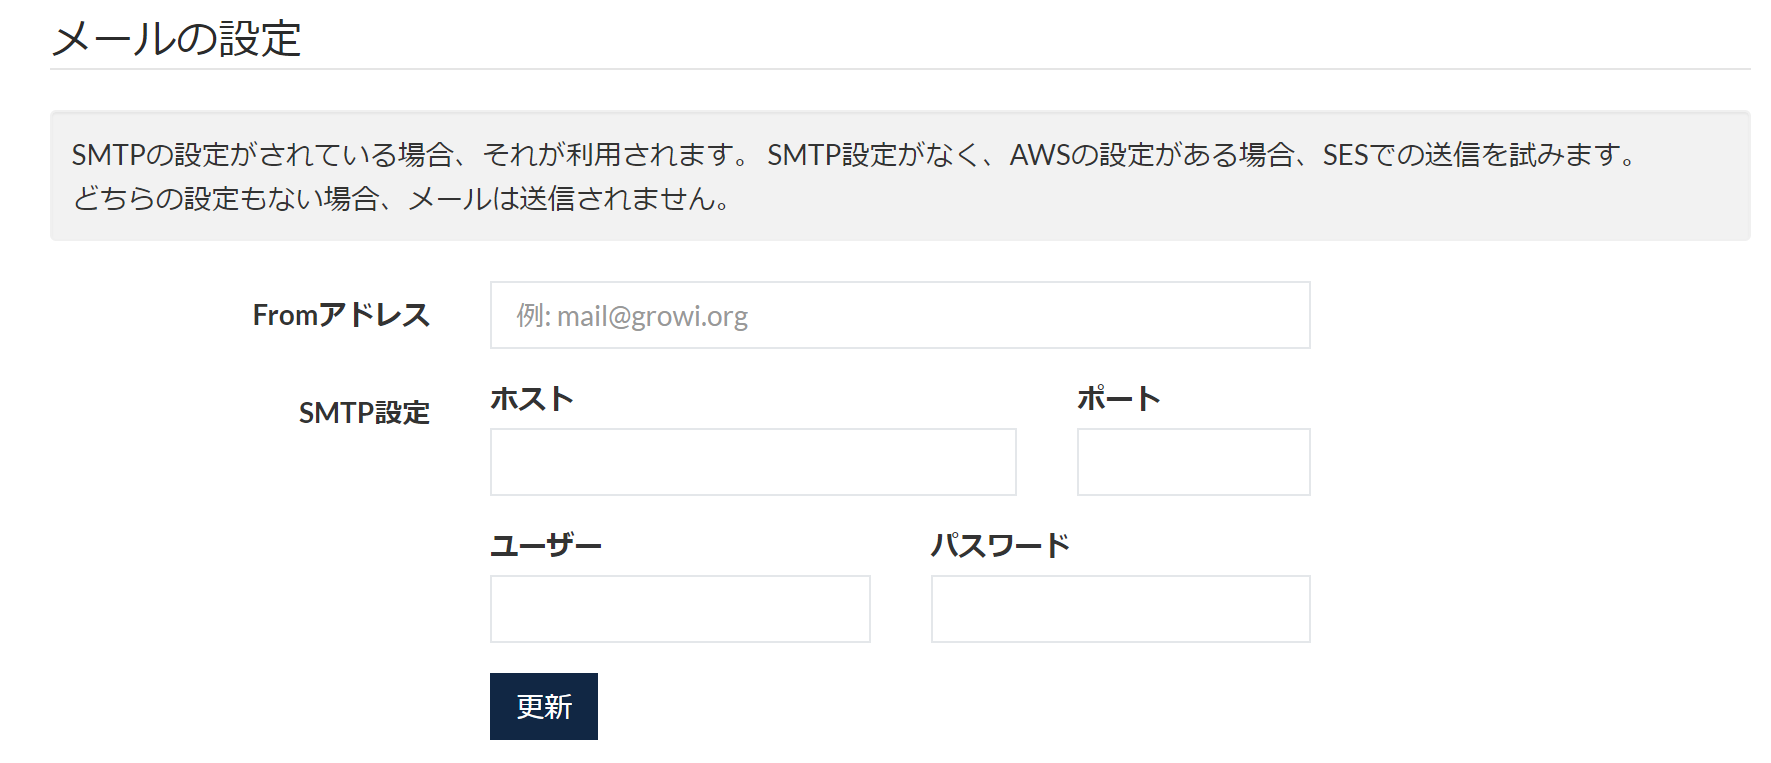 メールの設定
SMTPの設定がされている場合、それが利用されます。 SMTP設定がなく、AWSの設定がある場合、SESでの送信を試みます。
どちらの設定もない場合、メールは送信されません。
Fromアドレス
例: mail@growi.org
SMTP設定
ホスト
ポート
ユーザー
パスワード
更新